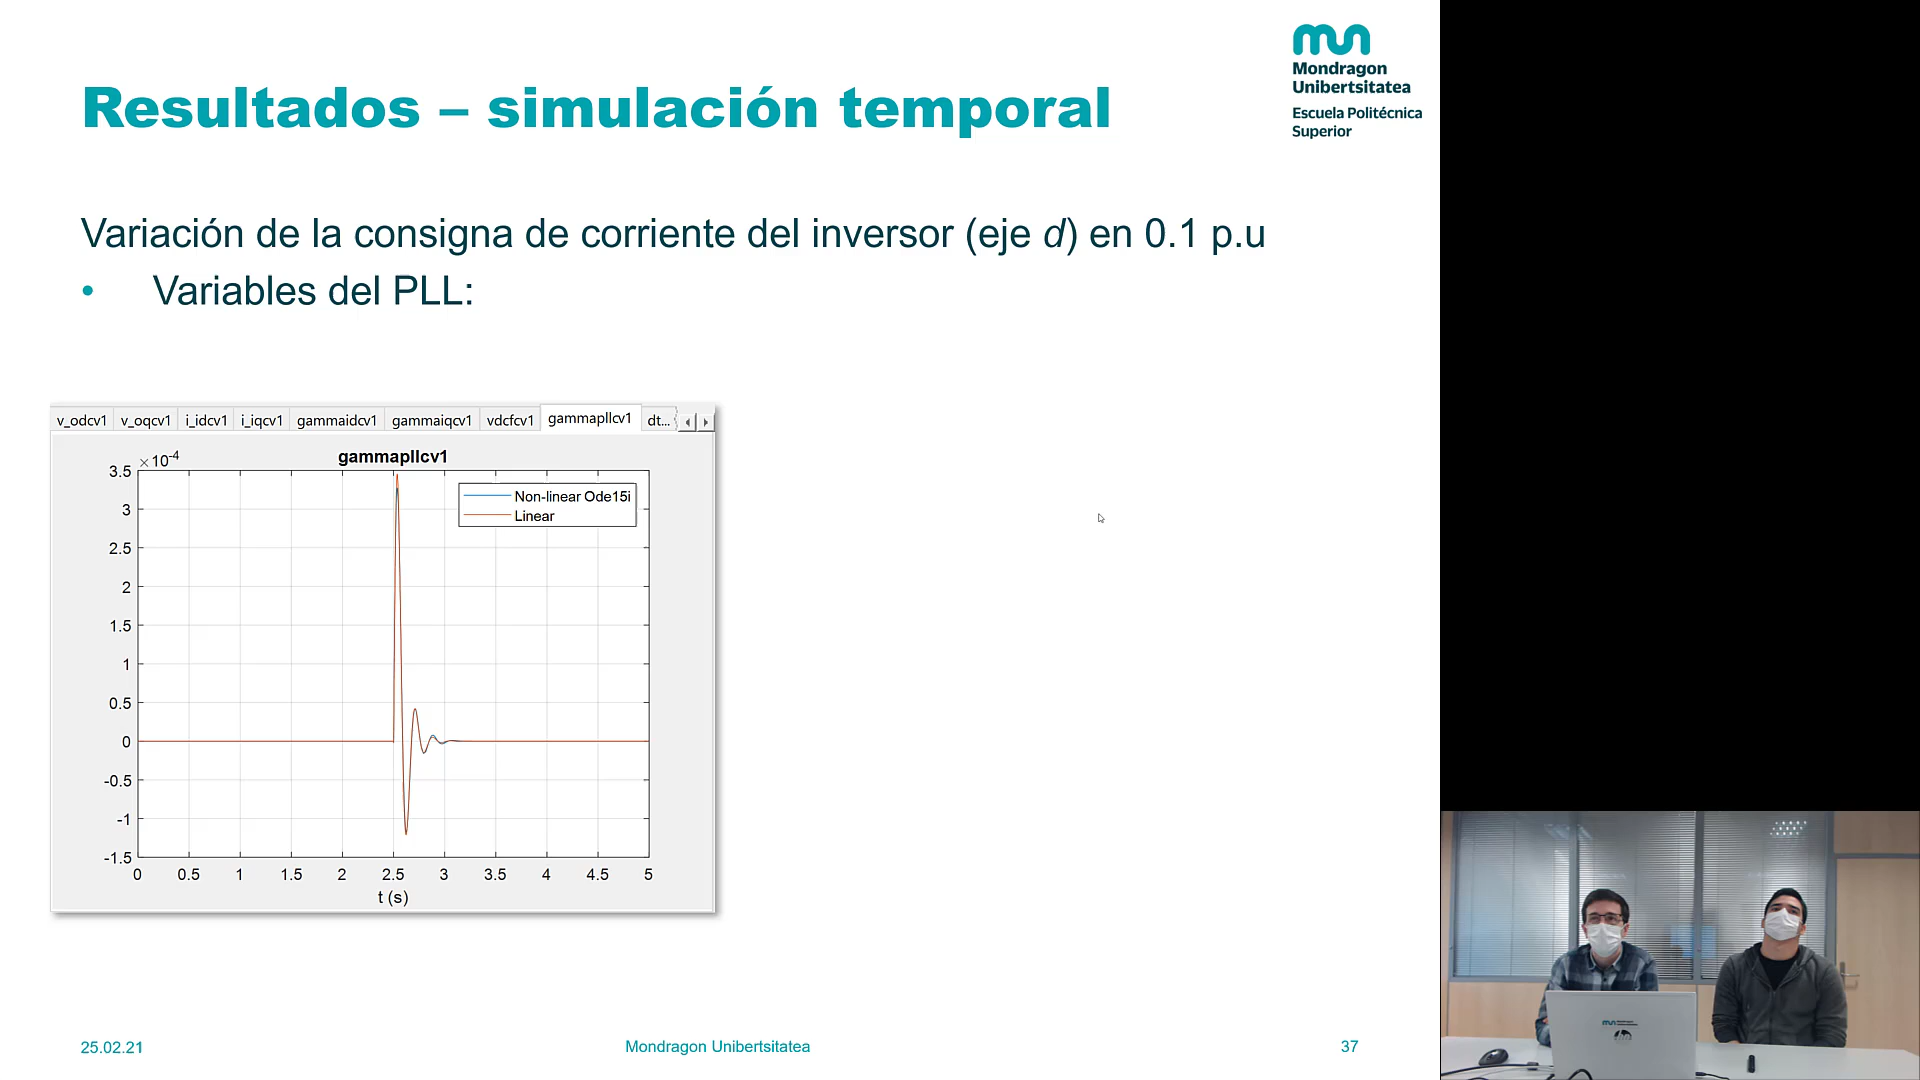 Mondragon
Unibertsitatea
Escuela Politécnica
Superior
Resultados – simulación temporal
Variación de la consigna de corriente del inversor (eje d) en 0.1 p.u
• Variables del PLL:
v_odcv1 v_oqcv1 i_idcv1 i_iqcv1 gammaidcv1 gammaiqcv1 vdcfcv1 gammapllcv1 dt...
gammapllcv1
×10-4
3.5
3
2.5
2
1.5
1
0.5
0
-0.5
-1
-1.5
Non-linear Ode15i
Linear
0 0.5 1 1.5 2 2.5 3 3.5 4 4.5 5
t (s)
25.02.21 Mondragon Unibertsitatea 37